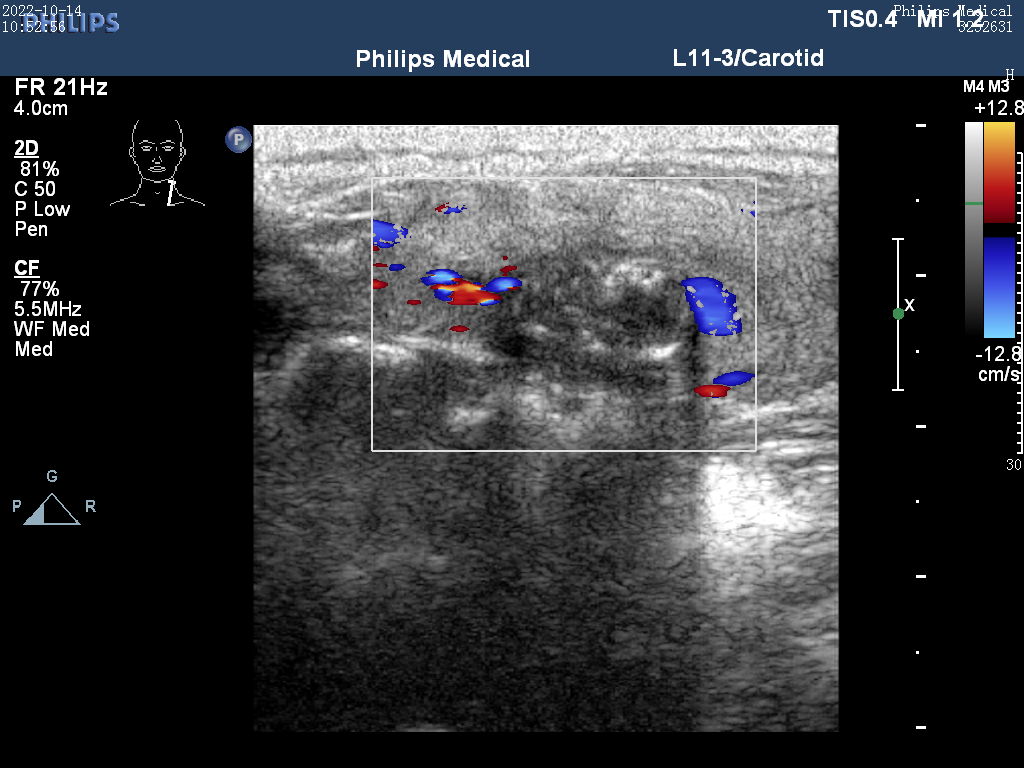 2022-10-14
10:52:56
PHILIPS
TIS0.4 MI 1.2
Philips Medical
3292631
Philips Medical
L11-3/Carotid
H
FR 21Hz
4.0cm
2D
81%
C 50
P Low
Pen
CF
77%
5.5MHz
WF Med
Med
P
M4 M3
+12.8
X
-12.8
cm/s
30
G
P R